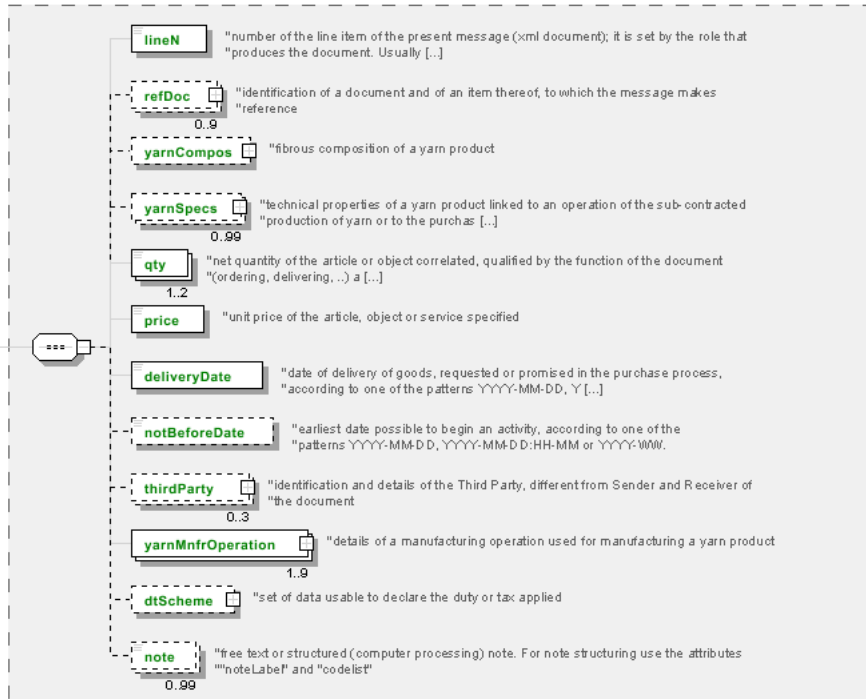 lineN
"number of the line item of the present message (xml document); it is set by the role that
"produces the document. Usually [...]
refDoc
"identification of a document and of an item thereof, to which the message makes
"reference
0..9
yarnCompos
"fibrous composition of a yarn product
yarnSpecs
"technical properties of a yarn product linked to an operation of the sub-contracted
"production of yarn or to the purchas [...]
0..99
qty
"net quantity of the article or object correlated, qualified by the function of the document
"(ordering, delivering, ..) a [...]
1..2
price
"unit price of the article, object or service specified
deliveryDate
"date of delivery of goods, requested or promised in the purchase process,
"according to one of the patterns YYYY-MM-DD, Y [...]
notBeforeDate
"earliest date possible to begin an activity, according to one of the
"patterns YYYY-MM-DD, YYYY-MM-DD:HH-MM or YYYY-WW.
thirdParty
"identification and details of the Third Party, different from Sender and Receiver of
"the document
0..3
yarnMnfrOperation
"details of a manufacturing operation used for manufacturing a yarn product
1..9
dtScheme
"set of data usable to declare the duty or tax applied
note
"free text or structured (computer processing) note. For note structuring use the attributes
""noteLabel" and "codelist"
0..99